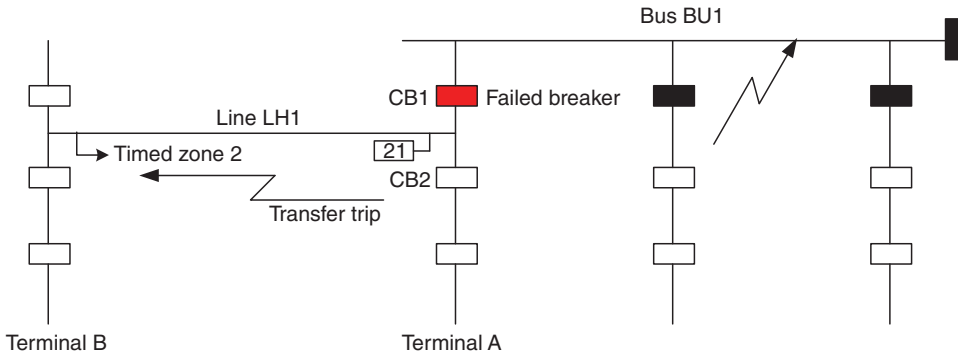 Bus BU1
CB1
Failed breaker
Line LH1
Timed zone 2
21
CB2
Transfer trip
Terminal B
Terminal A